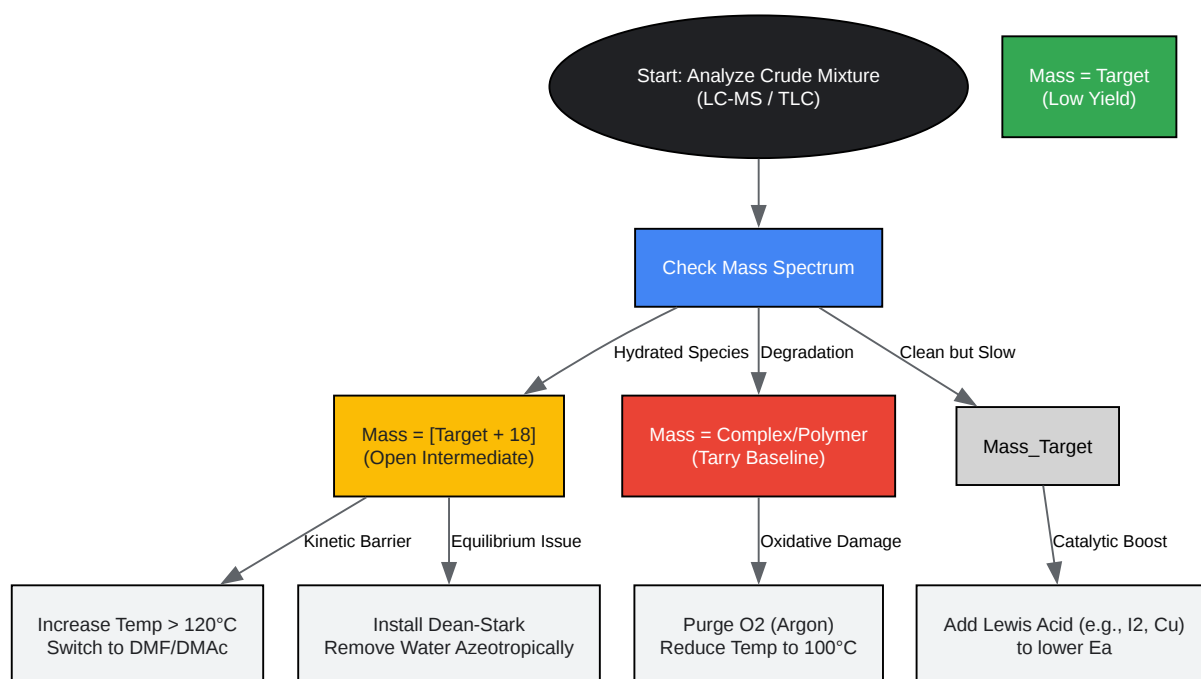 Start: Analyze Crude Mixture
(LC-MS / TLC)
Mass = Target
(Low Yield)
Check Mass Spectrum
Hydrated Species
Degradation
Clean but Slow
Mass = [Target + 18]
(Open Intermediate)
Mass = Complex/Polymer
(Tarry Baseline)
Mass_Target
Kinetic Barrier
Equilibrium Issue
Oxidative Damage
Catalytic Boost
Increase Temp > 120°C
Switch to DMF/DMAc
Install Dean-Stark
Remove Water Azeotropically
Purge O2 (Argon)
Reduce Temp to 100°C
Add Lewis Acid (e.g., I2, Cu)
to lower Ea